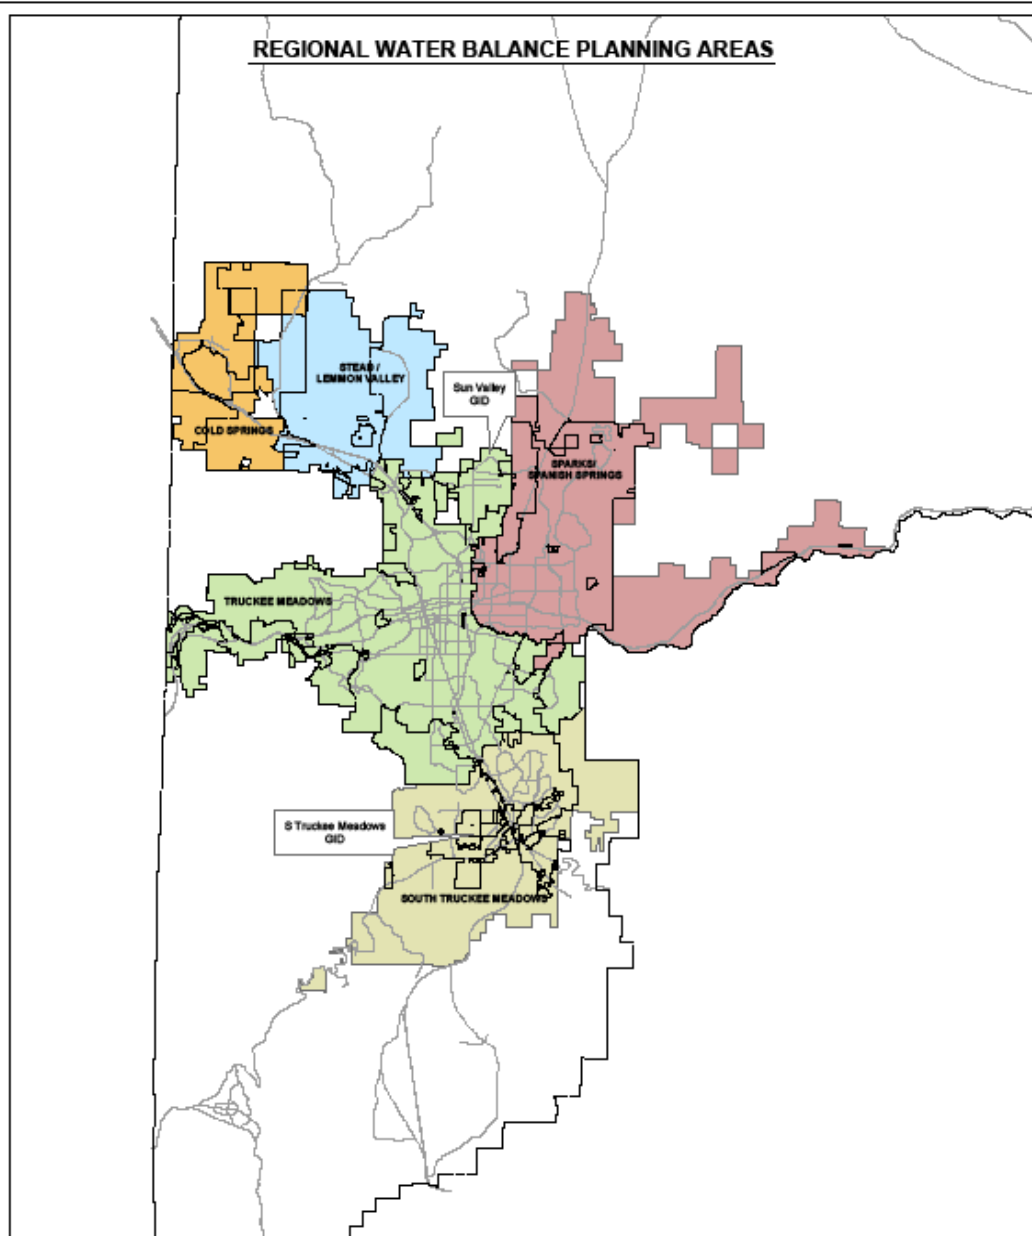 REGIONAL WATER BALANCE PLANNING AREAS
STEAD /
LEMMON VALLEY
Sun Valley
GID
COLD SPRINGS
SPARKS/
SPANISH SPRINGS
TRUCKEE MEADOWS
S Truckee Meadows
GID
SOUTH TRUCKEE MEADOWS